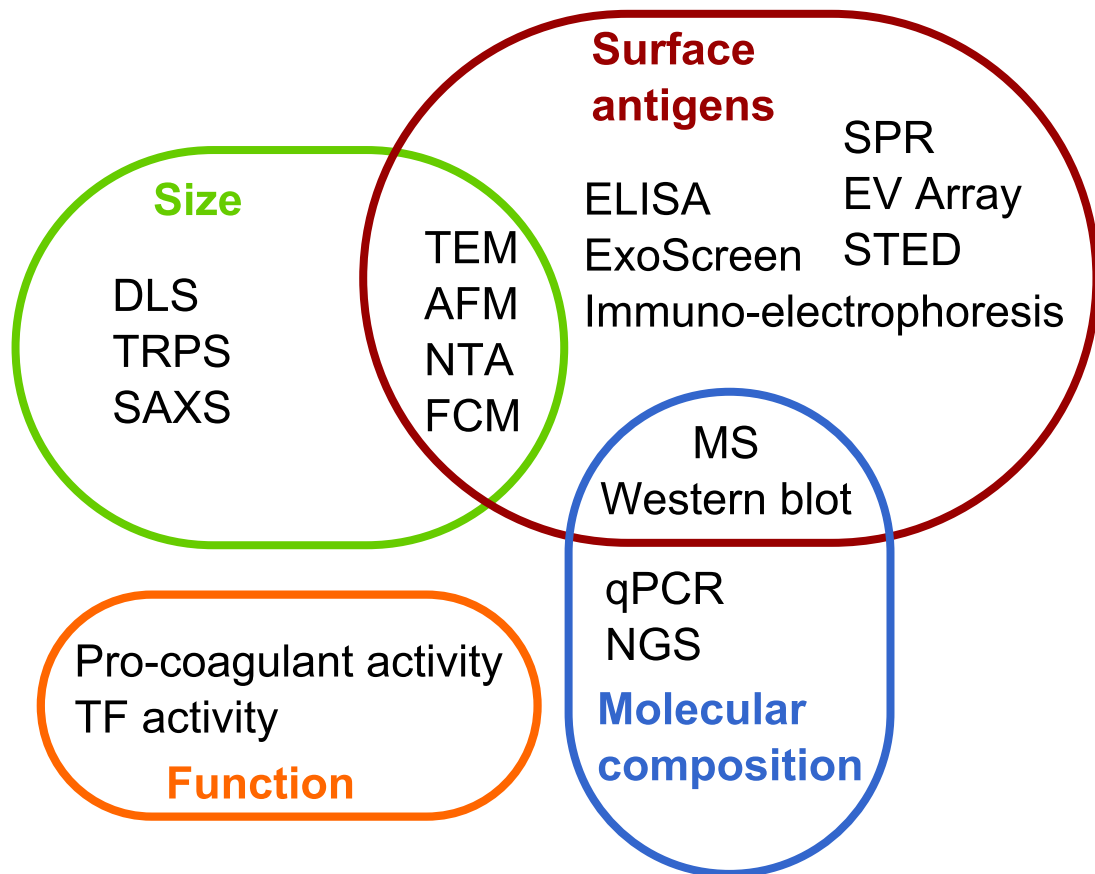 Surface
antigens
SPR
EV Array
STED
ELISA
ExoScreen
Immuno-electrophoresis
Size
DLS
TRPS
SAXS
TEM
AFM
NTA
FCM
MS
Western blot
qPCR
NGS
Molecular
composition
Pro-coagulant activity
TF activity
Function